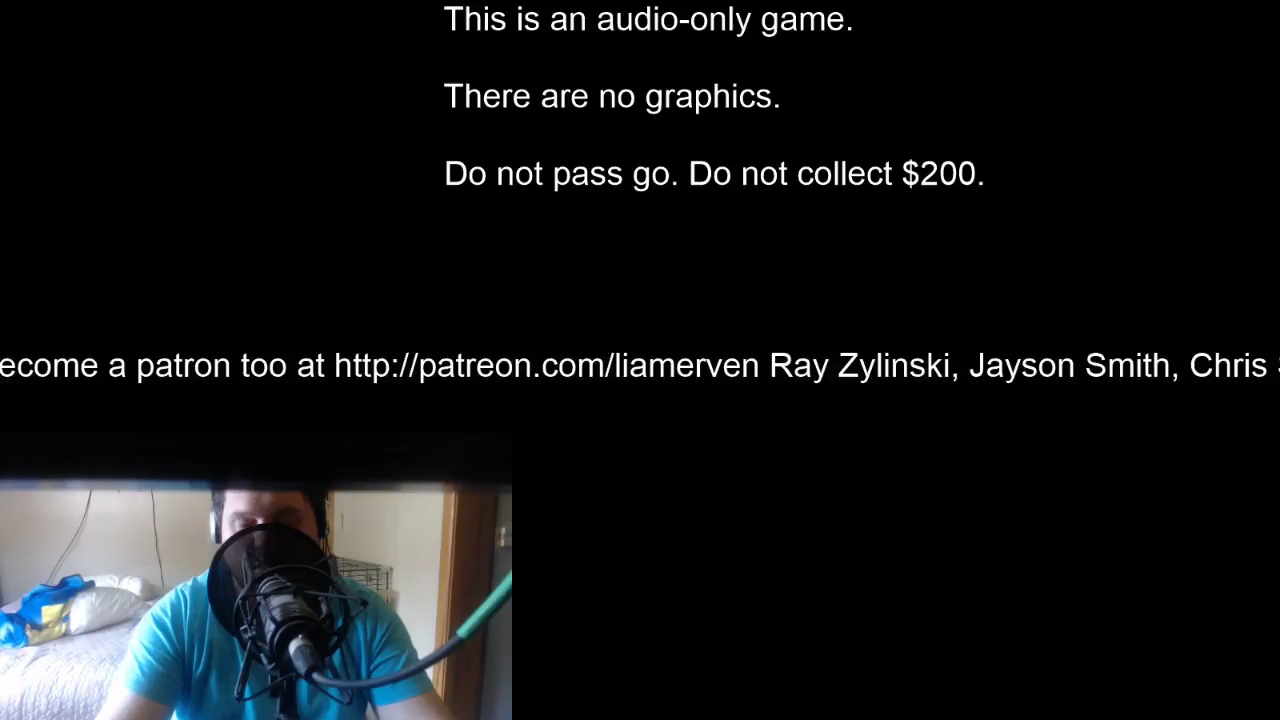 This is an audio-only game.
There are no graphics.
Do not pass go. Do not collect $200.
ecome a patron too at http://patreon.com/liamerven Ray Zylinski, Jayson Smith, Chris